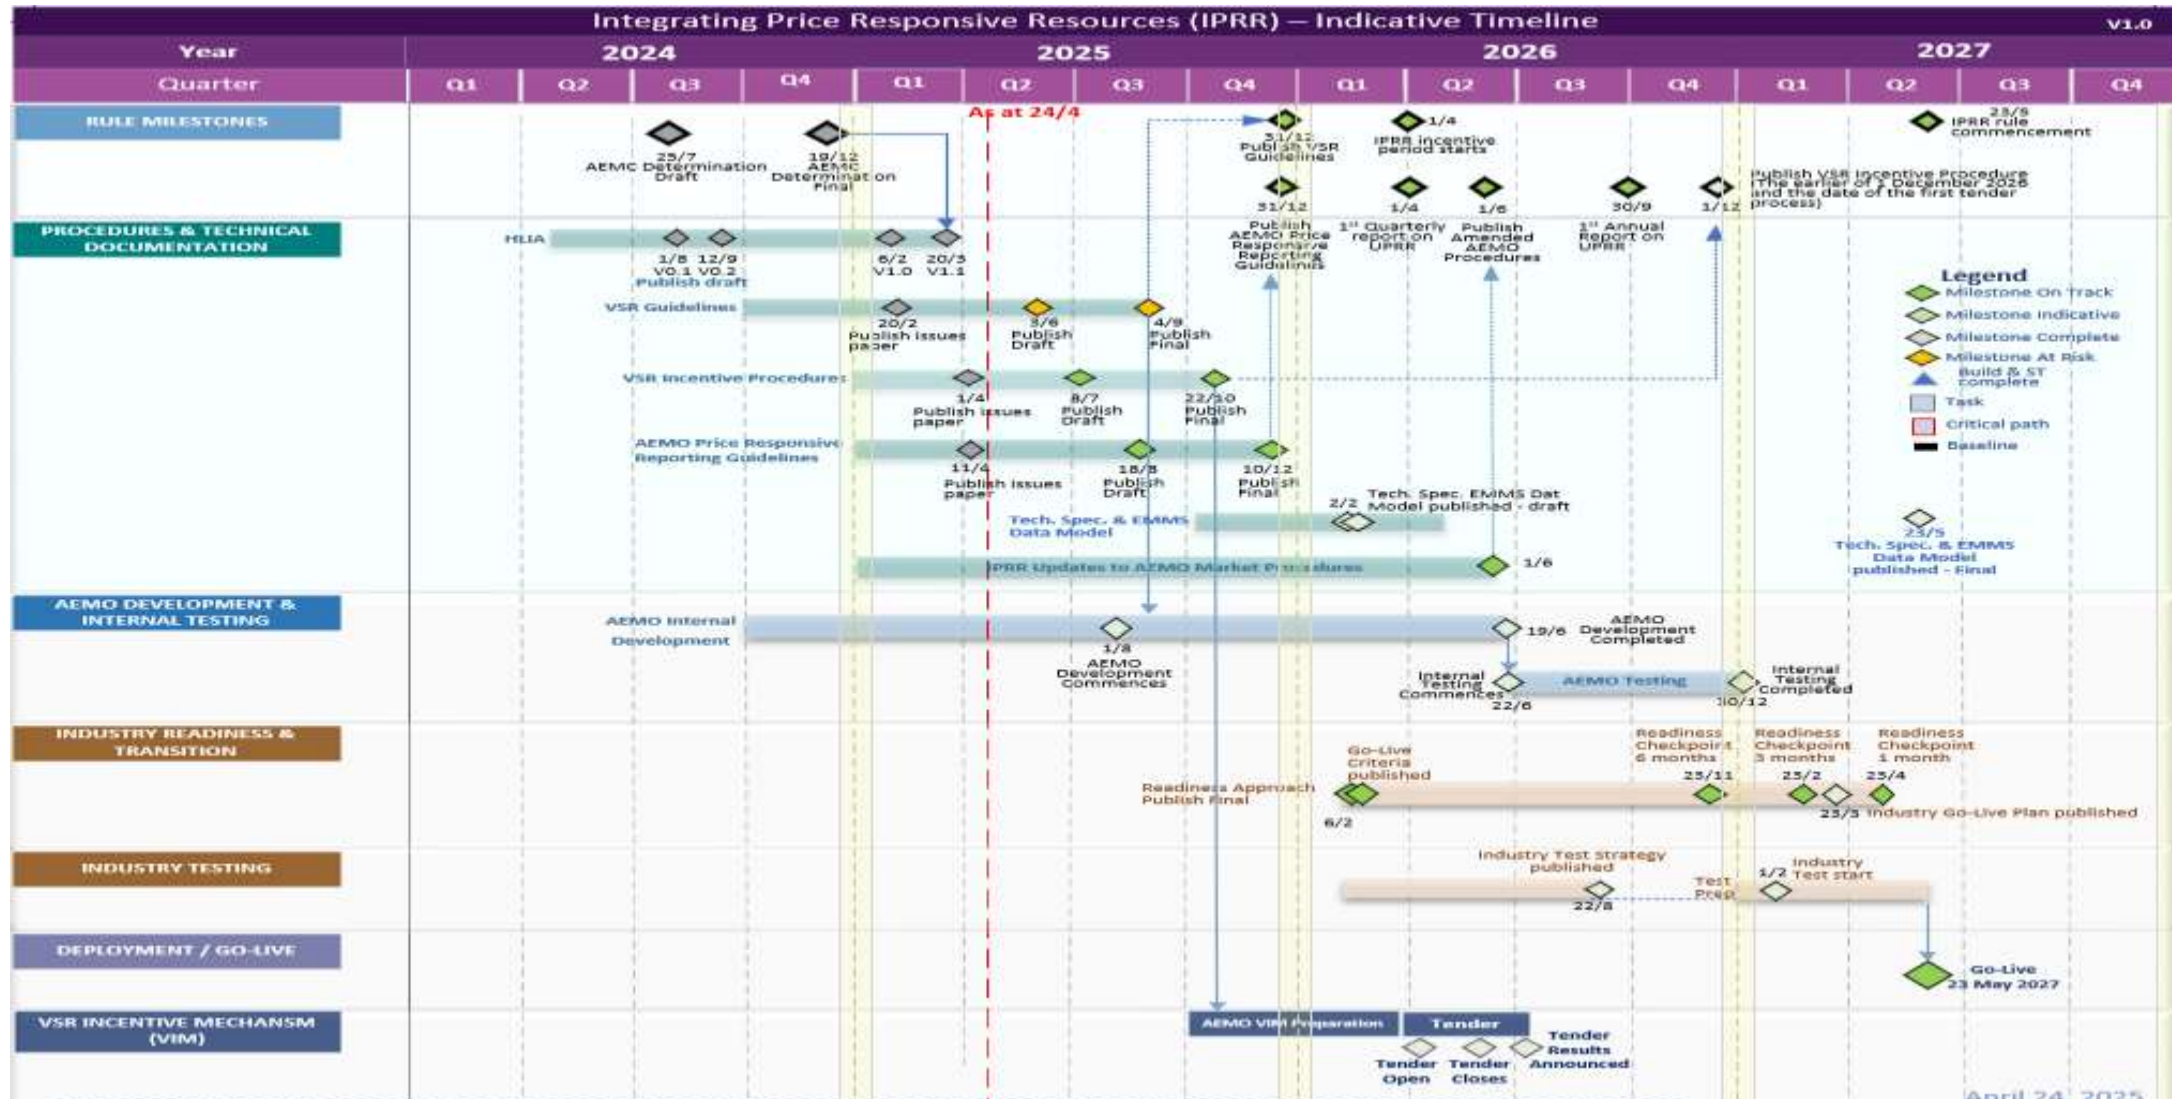 Integrating Price Responsive Resources (IPRR) – Indicative Timeline
V1.0
Year
2024
2025
2026
2027
Quarter
Q1
Q2
Q3
Q4
Q1
Q2
Q3
Q4
Q1
Q2
Q3
Q4
Q1
Q2
Q3
Q4
As at 24/4
RULE MILESTONES
25/7
AEMC Determination
Draft
19/12
AEMC
Determination
Final
31/12
Publish VSR
Guidelines
1/4
IPRR incentive
period starts
23/5
IPRR rule
commencement
31/12
Publish
AEMO Price
Responsive
Reporting
Guidelines
1/4
1st Quarterly
report on
UPRR
1/6
Publish
Amended
AEMO
Procedures
30/9
1st Annual
Report on
UPRR
1/12
Publish VSR Incentive Procedure
(The earlier of 1 December 2026
and the date of the first tender
process)
PROCEDURES & TECHNICAL
DOCUMENTATION
HLIA
1/8
V0.1
12/9
V0.2
Publish draft
6/2
V1.0
20/3
V1.1
VSR Guidelines
20/2
Publish issues
paper
3/6
Publish
Draft
4/9
Publish
Final
VSR Incentive Procedures
1/4
Publish issues
paper
8/7
Publish
Draft
22/10
Publish
Final
AEMO Price Responsive
Reporting Guidelines
11/4
Publish issues
paper
18/8
Publish
Draft
10/12
Publish
Final
Tech. Spec. & EMMS
Data Model
2/2
Tech. Spec. EMMS Dat
Model published - draft
23/5
Tech. Spec. & EMMS
Data Model
published - Final
IPRR Updates to AEMO Market Procedures
1/6
Legend
Milestone On Track
Milestone Indicative
Milestone Complete
Milestone At Risk
Build & ST
complete
Task
Critical path
Baseline
AEMO DEVELOPMENT &
INTERNAL TESTING
AEMO Internal
Development
1/8
AEMO
Development
Commences
19/6
AEMO
Development
Completed
Internal
Testing
Commences
22/6
AEMO Testing
Internal
Testing
Completed
INDUSTRY READINESS &
TRANSITION
Readiness Approach
Publish Final
6/2
Go-Live
Criteria
published
Readiness
Checkpoint
6 months
23/11
Readiness
Checkpoint
3 months
23/2
Readiness
Checkpoint
1 month
23/4
23/3 Industry Go-Live Plan published
INDUSTRY TESTING
Industry Test Strategy
published
22/8
Test
Prep
1/2
Industry
Test start
DEPLOYMENT / GO-LIVE
Go-Live
23 May 2027
VSR INCENTIVE MECHANSM
(VIM)
AEMO VIM Preparation
Tender
Tender
Open
Tender
Closes
Tender
Results
Announced
April 24, 2025